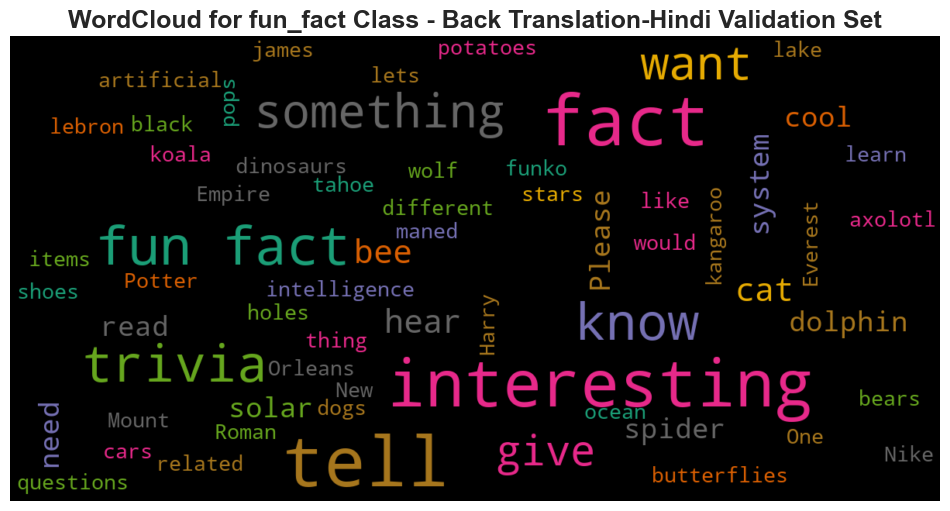 WordCloud for fun_fact Class - Back Translation-Hindi Validation Set
james
potatoes
want
lake
artificial
lets
pops
something
fact
cool
lebron
black
koala
dinosaurs
wolf
funko
system
learn
Empire
tahoe
stars
like
different
maned
would
Please
kangaroo
Everest
axolotl
fun fact
bee
items
Potter
shoes
intelligence
cat
holes
hear
know
dolphin
read
thing
Harry
trivia
Orleans
New
interesting
bears
need
Mount
solar
dogs
ocean
spider
Roman
One
cars
related
tell
give
Nike
butterflies
questions